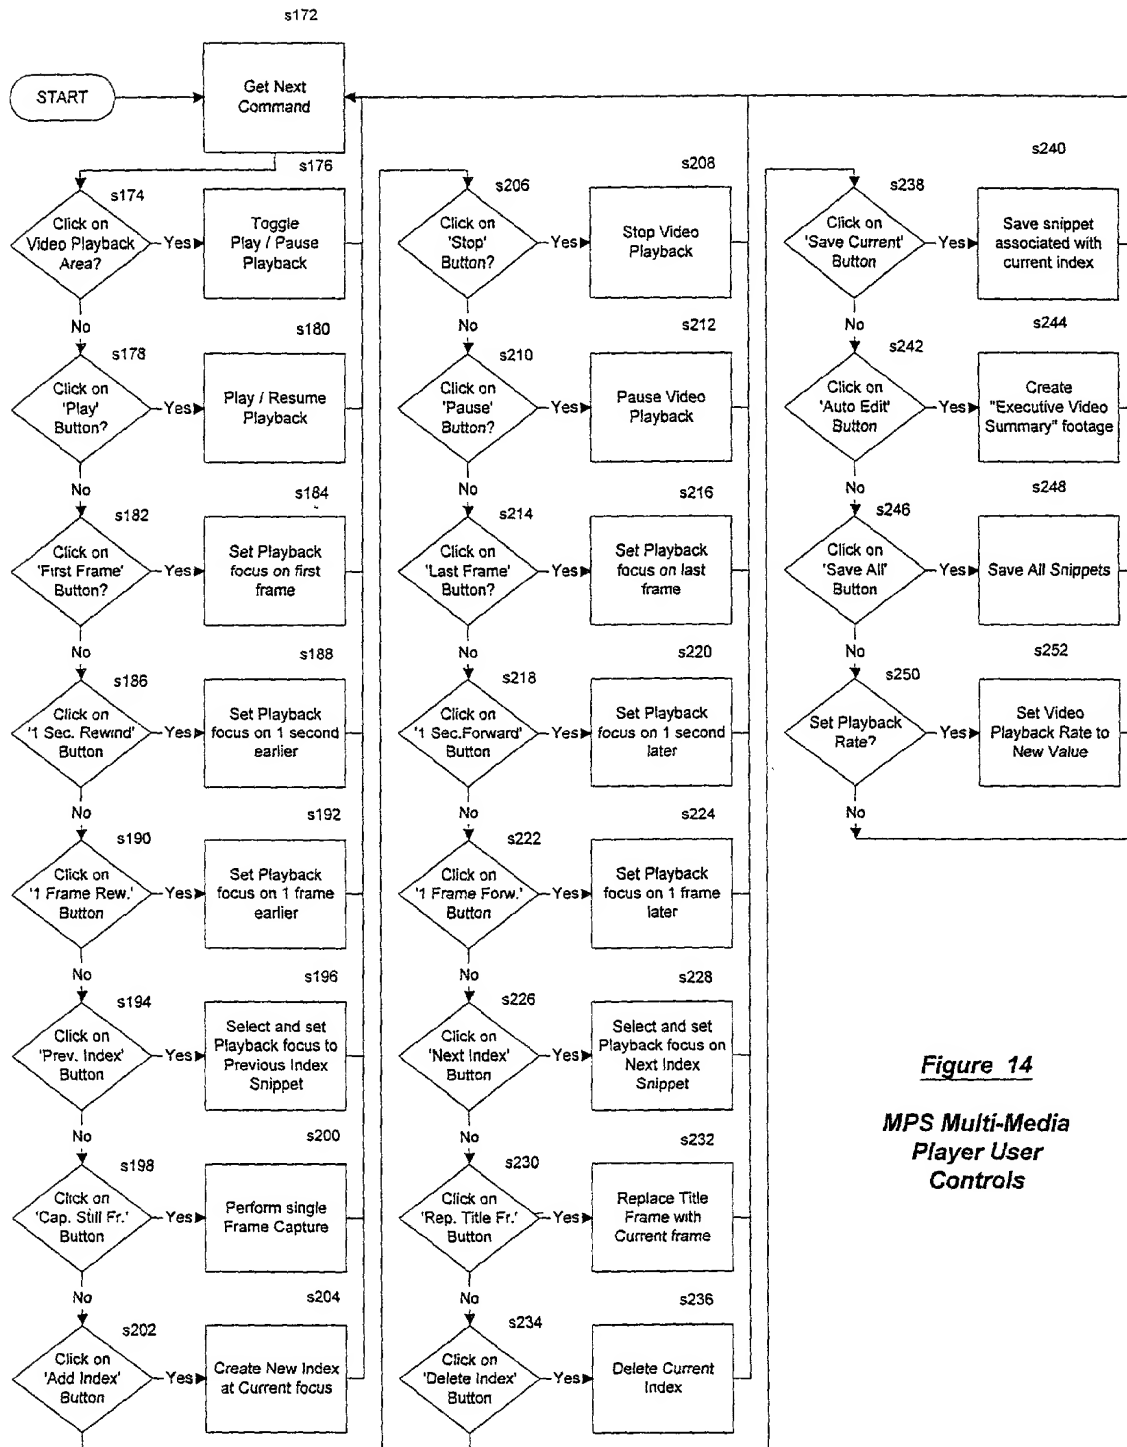 s172
START
Get Next
Command
s174
s176
Click on
Video Playback
Area?
Yes
Toggle
Play / Pause
Playback
No
s178
s180
Click on
'Play'
Button?
Yes
Play / Resume
Playback
No
s182
s184
Click on
'First Frame'
Button?
Yes
Set Playback
focus on first
frame
No
s186
s188
Click on
'1 Sec. Rewind'
Button
Yes
Set Playback
focus on 1 second
earlier
No
s190
s192
Click on
'1 Frame Rew.'
Button
Yes
Set Playback
focus on 1 frame
earlier
No
s194
s196
Click on
'Prev. Index'
Button
Yes
Select and set
Playback focus to
Previous Index
Snippet
No
s198
s200
Click on
'Cap. Still Fr.'
Button
Yes
Perform single
Frame Capture
No
s202
s204
Click on
'Add Index'
Button
Yes
Create New Index
at Current focus
s206
s208
Click on
'Stop'
Button?
Yes
Stop Video
Playback
No
s210
s212
Click on
'Pause'
Button?
Yes
Pause Video
Playback
No
s214
s216
Click on
'Last Frame'
Button?
Yes
Set Playback
focus on last
frame
No
s218
s220
Click on
'1 Sec.Forward'
Button
Yes
Set Playback
focus on 1 second
later
No
s222
s224
Click on
'1 Frame Forw.'
Button
Yes
Set Playback
focus on 1 frame
later
No
s226
s228
Click on
'Next Index'
Button
Yes
Select and set
Playback focus on
Next Index
Snippet
No
s230
s232
Click on
'Rep. Title Fr.'
Button
Yes
Replace Title
Frame with
Current frame
No
s234
s236
Click on
'Delete Index'
Button
Yes
Delete Current
Index
s238
s240
Click on
'Save Current'
Button
Yes
Save snippet
associated with
current index
No
s242
s244
Click on
'Auto Edit'
Button
Yes
Create
"Executive Video
Summary" footage
No
s246
s248
Click on
'Save All'
Button
Yes
Save All Snippets
No
s250
s252
Set Playback
Rate?
Yes
Set Video
Playback Rate to
New Value
No
Figure 14
MPS Multi-Media
Player User
Controls